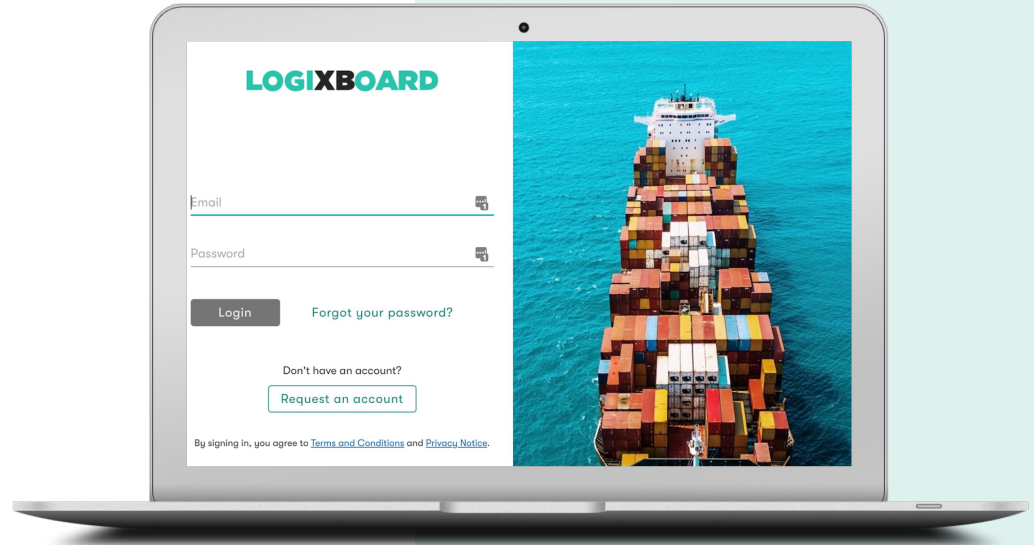 LOGIXBOARD
Email
Password
Login
Forgot your password?
Don't have an account?
Request an account
By signing in, you agree to Terms and Conditions and Privacy Notice.